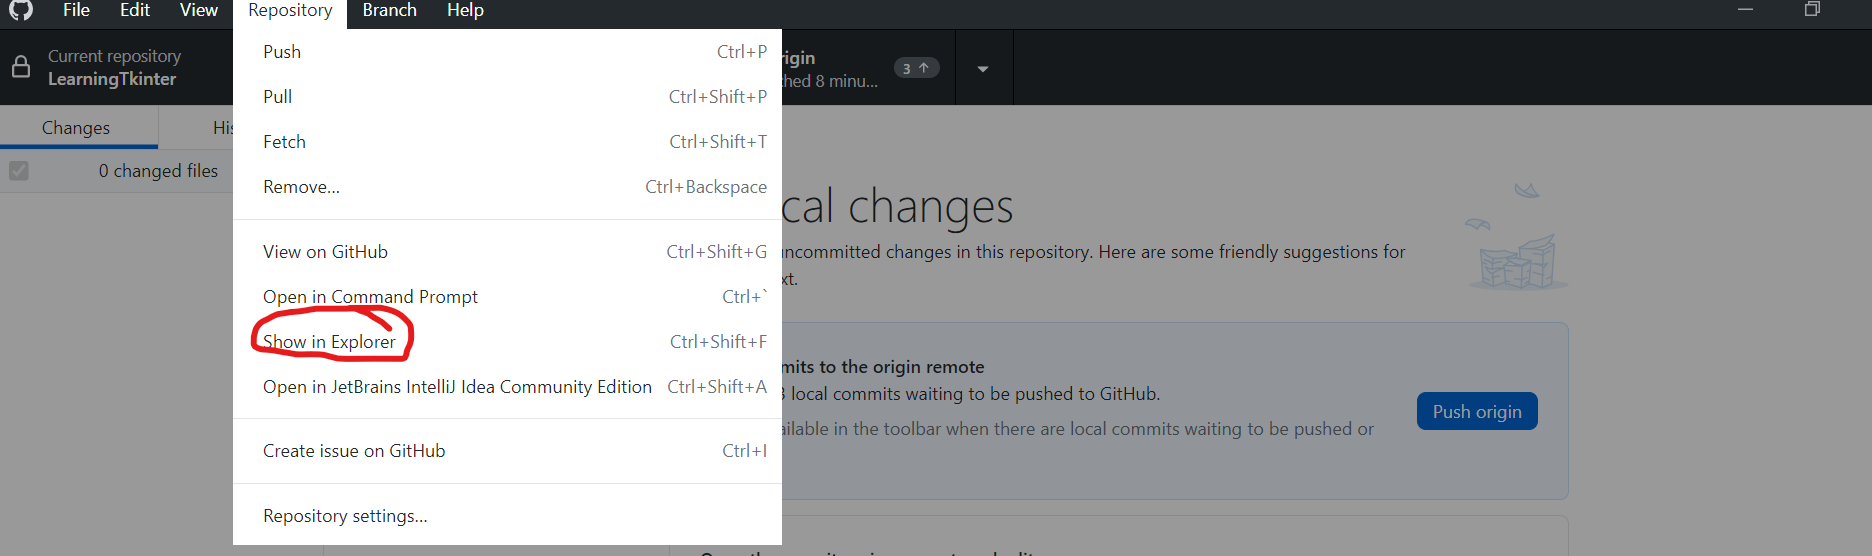 File Edit View Repository Branch Help
Current repository
LearningTkinter
rigin
hed 8 minu...
3
Changes
His
0 changed files
Push Ctrl+P
Pull Ctrl+Shift+P
Fetch Ctrl+Shift+T
Remove... Ctrl+Backspace
View on GitHub Ctrl+Shift+G
Open in Command Prompt Ctrl+`
Show in Explorer Ctrl+Shift+F
Open in JetBrains IntelliJ Idea Community Edition Ctrl+Shift+A
Create issue on GitHub Ctrl+I
Repository settings...
cal changes
uncommitted changes in this repository. Here are some friendly suggestions for
xt.
mits to the origin remote
3 local commits waiting to be pushed to GitHub.
ailable in the toolbar when there are local commits waiting to be pushed or
Push origin